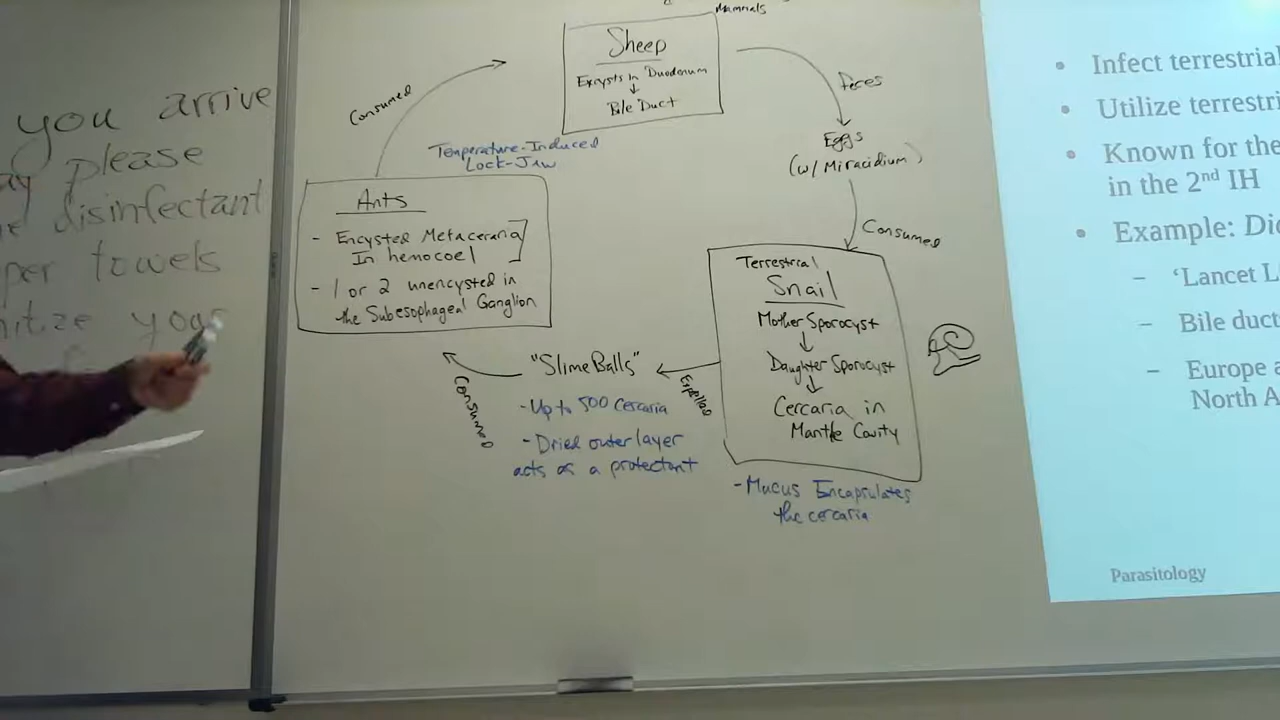 you arrive
please
disinfectant
towels
Mammals
Sheep
Excysts in Duodenum
↓
Bile Duct
feces
Eggs
(w/ Miracidium)
Consumed
Terrestrial
Snail
Mother Sporocyst
↓
Daughter Sporocyst
↓
Cercaria in
Mantle Cavity
-Mucus Encapsulates
the cercaria
Expelled
"Slime Balls"
-Up to 500 Cercaria
-Dried outer layer
acts as a protectant
Consumed
Ants
- Encysted Metacercaria
In hemocoel
- 1 or 2 unencysted in
the Subesophageal Ganglion
Temperature-Induced
Lock-Jaw
Consumed
• Infect terrestrial
• Utilize terrestri
• Known for the
in the 2nd IH
• Example: Dic
– 'Lancet L
– Bile duct
– Europe a
North A
Parasitology